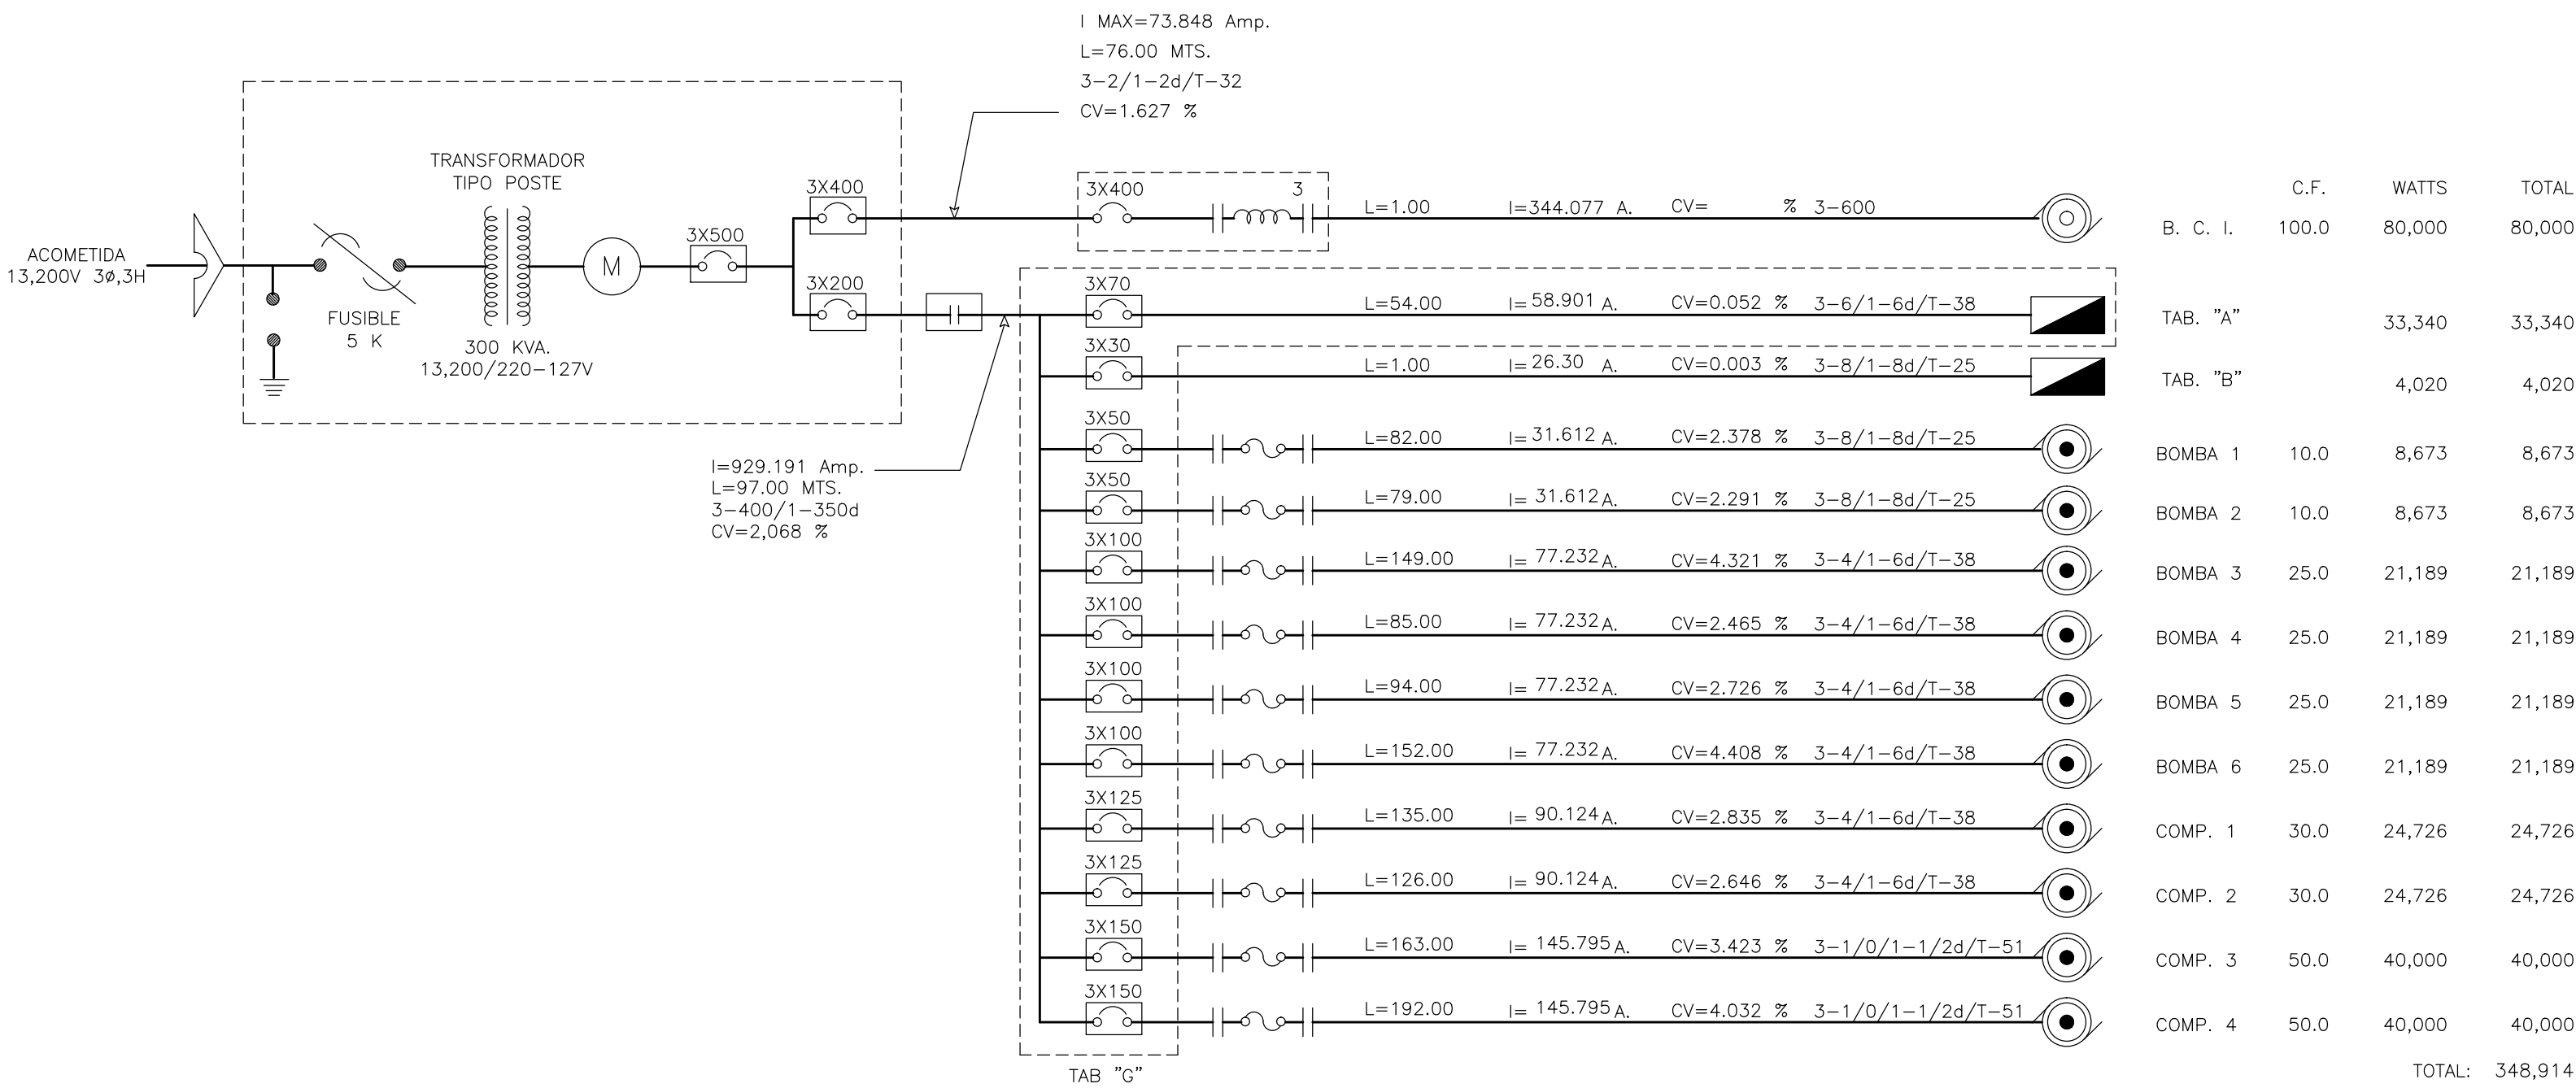 I MAX=73.848 Amp.
L=76.00 MTS.
3-2/1-2d/T-32
CV=1.627 %
TRANSFORMADOR
TIPO POSTE
ACOMETIDA
13,200V 3ø,3H
FUSIBLE
5 K
300 KVA.
13,200/220-127V
M
3X500
3X400
3X200
I=929.191 Amp.
L=97.00 MTS.
3-400/1-350d
CV=2,068 %
C.F. WATTS TOTAL
3X400 3 L=1.00 I=344.077 A. CV= % 3-600 B. C. I. 100.0 80,000 80,000
3X70 L=54.00 I=58.901 A. CV=0.052 % 3-6/1-6d/T-38 TAB. "A" 33,340 33,340
3X30 L=1.00 I=26.30 A. CV=0.003 % 3-8/1-8d/T-25 TAB. "B" 4,020 4,020
3X50 L=82.00 I=31.612 A. CV=2.378 % 3-8/1-8d/T-25 BOMBA 1 10.0 8,673 8,673
3X50 L=79.00 I= 31.612 A. CV=2.291 % 3-8/1-8d/T-25 BOMBA 2 10.0 8,673 8,673
3X100 L=149.00 I= 77.232 A. CV=4.321 % 3-4/1-6d/T-38 BOMBA 3 25.0 21,189 21,189
3X100 L=85.00 I= 77.232 A. CV=2.465 % 3-4/1-6d/T-38 BOMBA 4 25.0 21,189 21,189
3X100 L=94.00 I= 77.232 A. CV=2.726 % 3-4/1-6d/T-38 BOMBA 5 25.0 21,189 21,189
3X100 L=152.00 I= 77.232 A. CV=4.408 % 3-4/1-6d/T-38 BOMBA 6 25.0 21,189 21,189
3X125 L=135.00 I= 90.124 A. CV=2.835 % 3-4/1-6d/T-38 COMP. 1 30.0 24,726 24,726
3X125 L=126.00 I= 90.124 A. CV=2.646 % 3-4/1-6d/T-38 COMP. 2 30.0 24,726 24,726
3X150 L=163.00 I= 145.795 A. CV=3.423 % 3-1/0/1-1/2d/T-51 COMP. 3 50.0 40,000 40,000
3X150 L=192.00 I= 145.795 A. CV=4.032 % 3-1/0/1-1/2d/T-51 COMP. 4 50.0 40,000 40,000
TAB "G"
TOTAL: 348,914